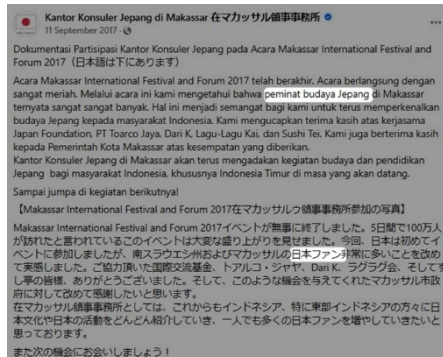 Kantor Konsuler Jepang di Makassar 在マカッサル領事事務所
11 September 2017
Dokumentasi Partisipasi Kantor Konsuler Jepang pada Acara Makassar International Festival and
Forum 2017（日本語は下にあります）
Acara Makassar International Festival and Forum 2017 telah berakhir. Acara berlangsung dengan
sangat meriah. Melalui acara ini kami mengetahui bahwa peminat budaya Jepang di Makassar
ternyata sangat sangat banyak. Hal ini menjadi semangat bagi kami untuk terus memperkenalkan
budaya Jepang kepada masyarakat Indonesia. Kami mengucapkan terima kasih atas kerjasama
Japan Foundation, PT Toarco Jaya, Dari K, Lagu-Lagu Kai, dan Sushi Tei. Kami juga berterima kasih
kepada Pemerintah Kota Makassar atas kesempatan yang diberikan.
Kantor Konsuler Jepang di Makassar akan terus mengadakan kegiatan budaya dan pendidikan
Jepang bagi masyarakat Indonesia, khususnya Indonesia Timur di masa yang akan datang.
Sampai jumpa di kegiatan berikutnya!
【Makassar International Festival and Forum 2017在マカッサルウ領事事務所参加の写真】
Makassar International Festival and Forum 2017イベントが無事に終了しました。5日間で100万人
が訪れたと言われているこのイベントは大変な盛り上がりを見せました。今回、日本は初めてイ
ベントに参加しましたが、南スラウェシ州およびマカッサルの日本ファン非常に多いことを改め
て実感しました。ご協力頂いた国際交流基金、トアルコ・ジャヤ、Dari K、ラグラグ会、そしてす
し亭の皆様、ありがとうございました。そして、このような機会を与えてくれたマカッサル市政
府に対して改めて感謝したいと思います。
在マカッサル領事事務所としては、これからもインドネシア、特に東部インドネシアの方々に日
本文化や日本の活動をどんどん紹介していき、一人でも多くの日本ファンを増やしていきたいと
思っております。
また次の機会にお会いしましょう！